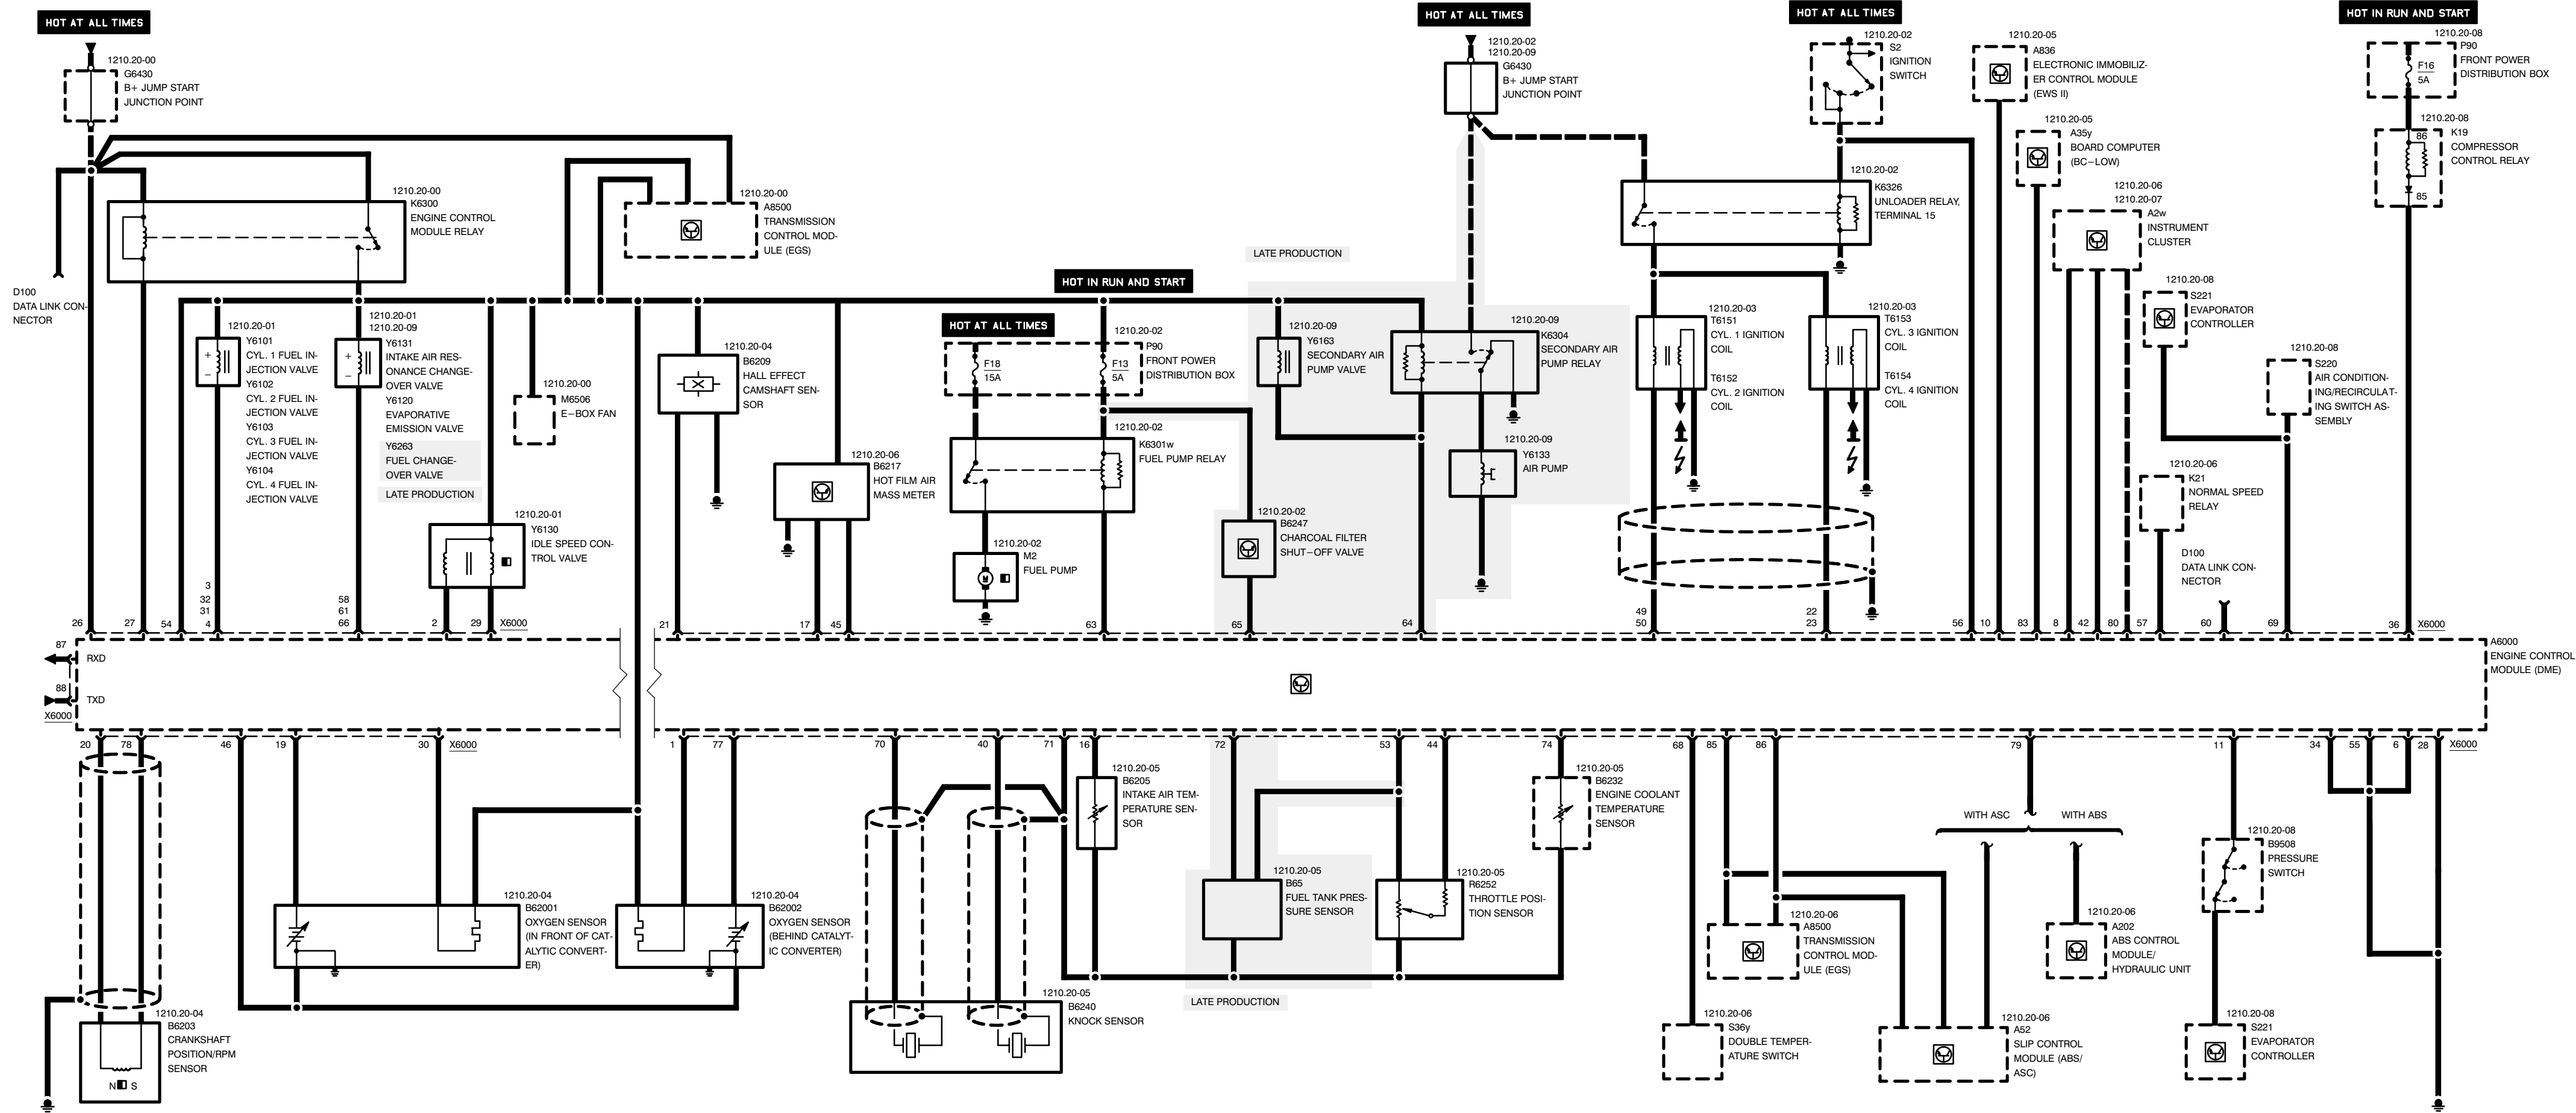 HOT AT ALL TIMES
1210.20-00
G6430
B+ JUMP START
JUNCTION POINT
D100
DATA LINK CON-
NECTOR
1210.20-00
K6300
ENGINE CONTROL
MODULE RELAY
1210.20-00
A8500
TRANSMISSION
CONTROL MOD-
ULE (EGS)
1210.20-01
Y6101
CYL. 1 FUEL IN-
JECTION VALVE
Y6102
CYL. 2 FUEL IN-
JECTION VALVE
Y6103
CYL. 3 FUEL IN-
JECTION VALVE
Y6104
CYL. 4 FUEL IN-
JECTION VALVE
+
−
1210.20-01
1210.20-09
Y6131
INTAKE AIR RES-
ONANCE CHANGE-
OVER VALVE
Y6120
EVAPORATIVE
EMISSION VALVE
Y6263
FUEL CHANGE-
OVER VALVE
LATE PRODUCTION
+
−
1210.20-01
Y6130
IDLE SPEED CON-
TROL VALVE
1210.20-00
M6506
E-BOX FAN
1210.20-04
B6209
HALL EFFECT
CAMSHAFT SEN-
SOR
1210.20-06
B6217
HOT FILM AIR
MASS METER
HOT IN RUN AND START
HOT AT ALL TIMES
F18
15A
F13
5A
1210.20-02
P90
FRONT POWER
DISTRIBUTION BOX
1210.20-02
K6301w
FUEL PUMP RELAY
1210.20-02
M2
FUEL PUMP
M
LATE PRODUCTION
1210.20-09
Y6163
SECONDARY AIR
PUMP VALVE
1210.20-02
B6247
CHARCOAL FILTER
SHUT-OFF VALVE
HOT AT ALL TIMES
1210.20-02
1210.20-09
G6430
B+ JUMP START
JUNCTION POINT
1210.20-09
K6304
SECONDARY AIR
PUMP RELAY
1210.20-09
Y6133
AIR PUMP
HOT AT ALL TIMES
1210.20-02
S2
IGNITION
SWITCH
1210.20-02
K6326
UNLOADER RELAY,
TERMINAL 15
1210.20-03
T6151
CYL. 1 IGNITION
COIL
T6152
CYL. 2 IGNITION
COIL
1210.20-03
T6153
CYL. 3 IGNITION
COIL
T6154
CYL. 4 IGNITION
COIL
1210.20-05
A836
ELECTRONIC IMMOBILIZ-
ER CONTROL MODULE
(EWS II)
1210.20-05
A35y
BOARD COMPUTER
(BC-LOW)
1210.20-06
1210.20-07
A2w
INSTRUMENT
CLUSTER
1210.20-08
S221
EVAPORATOR
CONTROLLER
1210.20-08
S220
AIR CONDITION-
ING/RECIRCULAT-
ING SWITCH AS-
SEMBLY
1210.20-06
K21
NORMAL SPEED
RELAY
D100
DATA LINK CON-
NECTOR
HOT IN RUN AND START
1210.20-08
P90
FRONT POWER
DISTRIBUTION BOX
F16
5A
1210.20-08
K19
COMPRESSOR
CONTROL RELAY
86
85
26
27
54
3
32
31
4
58
61
66
2
29
X6000
21
17
45
63
65
64
49
50
22
23
56
10
83
8
42
80
57
60
69
36
X6000
87
RXD
88
TXD
X6000
A6000
ENGINE CONTROL
MODULE (DME)
20
78
46
19
30
X6000
1
77
70
40
71
16
72
53
44
74
68
85
86
79
11
34
55
6
28
X6000
1210.20-04
B6203
CRANKSHAFT
POSITION/RPM
SENSOR
N
S
1210.20-04
B62001
OXYGEN SENSOR
(IN FRONT OF CAT-
ALYTIC CONVERT-
ER)
1210.20-04
B62002
OXYGEN SENSOR
(BEHIND CATALYT-
IC CONVERTER)
1210.20-05
B6240
KNOCK SENSOR
1210.20-05
B6205
INTAKE AIR TEM-
PERATURE SEN-
SOR
1210.20-05
B65
FUEL TANK PRES-
SURE SENSOR
LATE PRODUCTION
1210.20-05
R6252
THROTTLE POSI-
TION SENSOR
1210.20-05
B6232
ENGINE COOLANT
TEMPERATURE
SENSOR
1210.20-06
S36y
DOUBLE TEMPER-
ATURE SWITCH
1210.20-06
A8500
TRANSMISSION
CONTROL MOD-
ULE (EGS)
WITH ASC
WITH ABS
1210.20-06
A202
ABS CONTROL
MODULE/
HYDRAULIC UNIT
1210.20-06
A52
SLIP CONTROL
MODULE (ABS/
ASC)
1210.20-08
B9508
PRESSURE
SWITCH
1210.20-08
S221
EVAPORATOR
CONTROLLER